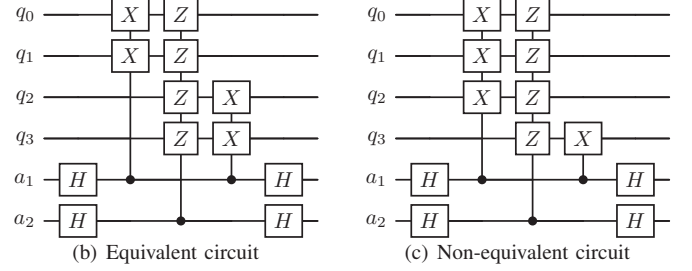 q0 X Z q0 X Z
q1 X Z q1 X Z
q2 Z X q2 X Z
q3 Z X q3 Z X
a1 H H a1 H H
a2 H H a2 H H
(b) Equivalent circuit (c) Non-equivalent circuit